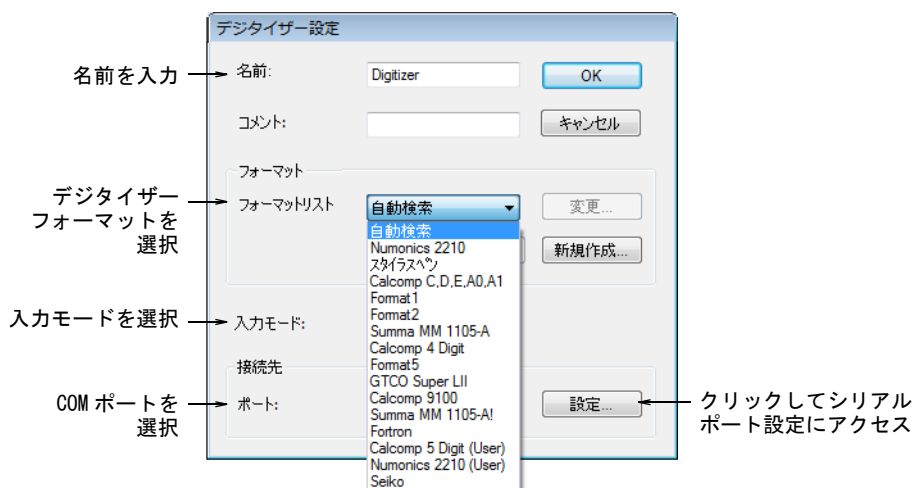 デジタイザー設定
名前を入力
名前:
Digitizer
OK
コメント:
キャンセル
フォーマット
デジタイザー
フォーマットを
選択
フォーマットリスト
自動検索
変更...
新規作成...
自動検索
Numonics 2210
スタイラスペン
Calcomp C,D,E,A0,A1
Format1
Format2
Summa MM 1105-A
Calcomp 4 Digit
Format5
GTCO Super LII
Calcomp 9100
Summa MM 1105-A!
Fortron
Calcomp 5 Digit (User)
Numonics 2210 (User)
Seiko
入力モードを選択
入力モード:
接続先
COM ポートを
選択
ポート:
設定...
クリックしてシリアル
ポート設定にアクセス